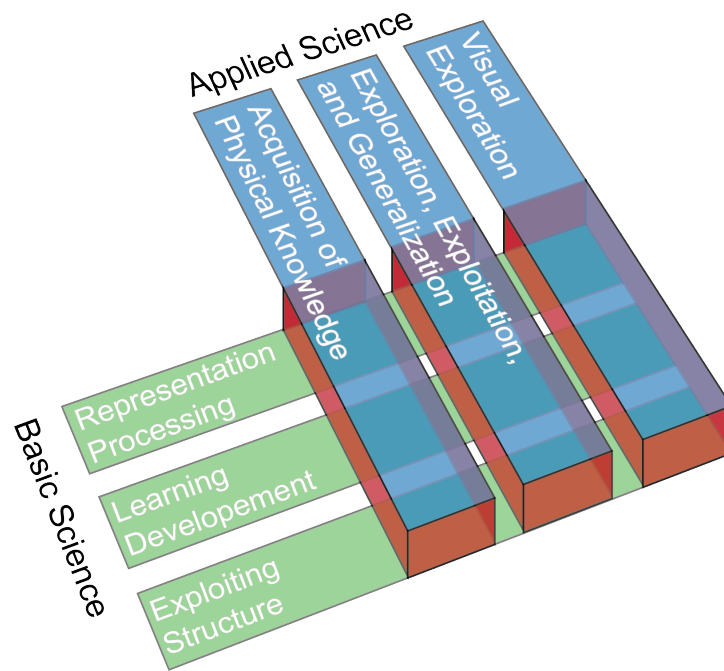 Applied Science
Acquisition of
Physical Knowledge
Exploration, Exploitation,
and Generalization
Visual
Exploration
Basic Science
Representation
Processing
Learning
Developement
Exploiting
Structure